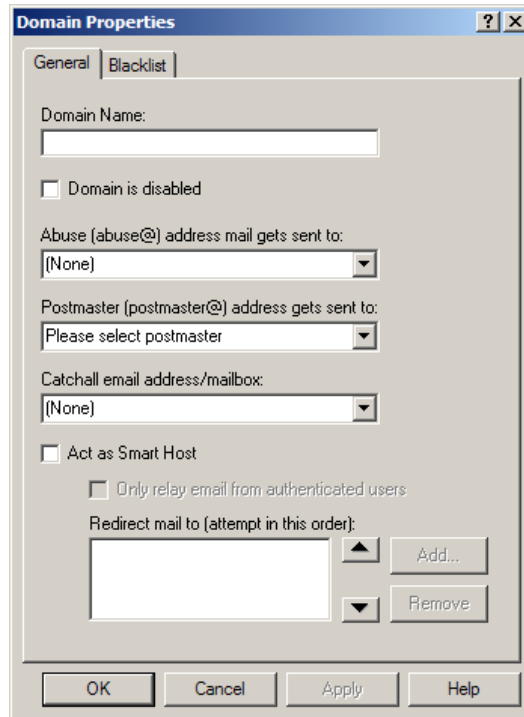 Domain Properties
General
Blacklist
Domain Name:
Domain is disabled
Abuse (abuse@) address mail gets sent to:
(None)
Postmaster (postmaster@) address gets sent to:
Please select postmaster
Catchall email address/mailbox:
(None)
Act as Smart Host
Only relay email from authenticated users
Redirect mail to (attempt in this order):
Add...
Remove
OK
Cancel
Apply
Help